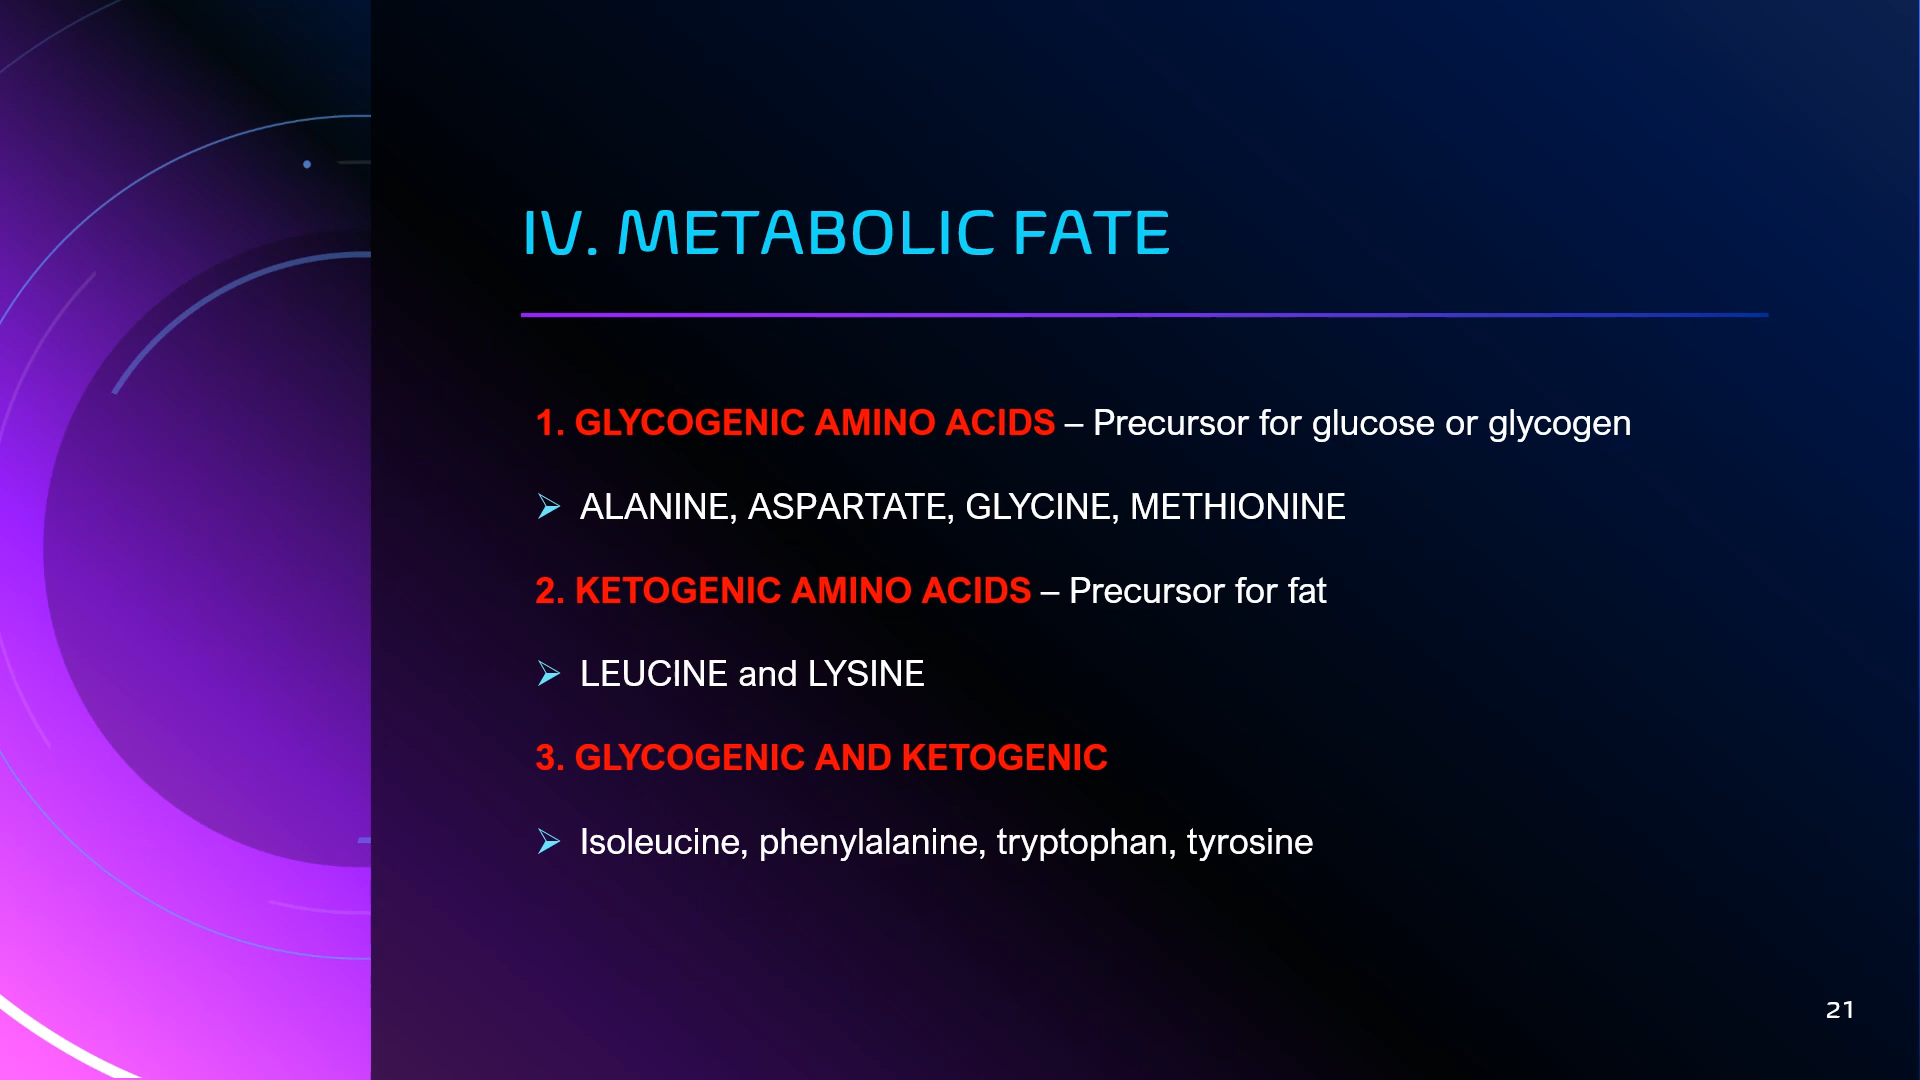 IV. METABOLIC FATE
1. GLYCOGENIC AMINO ACIDS – Precursor for glucose or glycogen
➢ ALANINE, ASPARTATE, GLYCINE, METHIONINE
2. KETOGENIC AMINO ACIDS – Precursor for fat
➢ LEUCINE and LYSINE
3. GLYCOGENIC AND KETOGENIC
➢ Isoleucine, phenylalanine, tryptophan, tyrosine
21